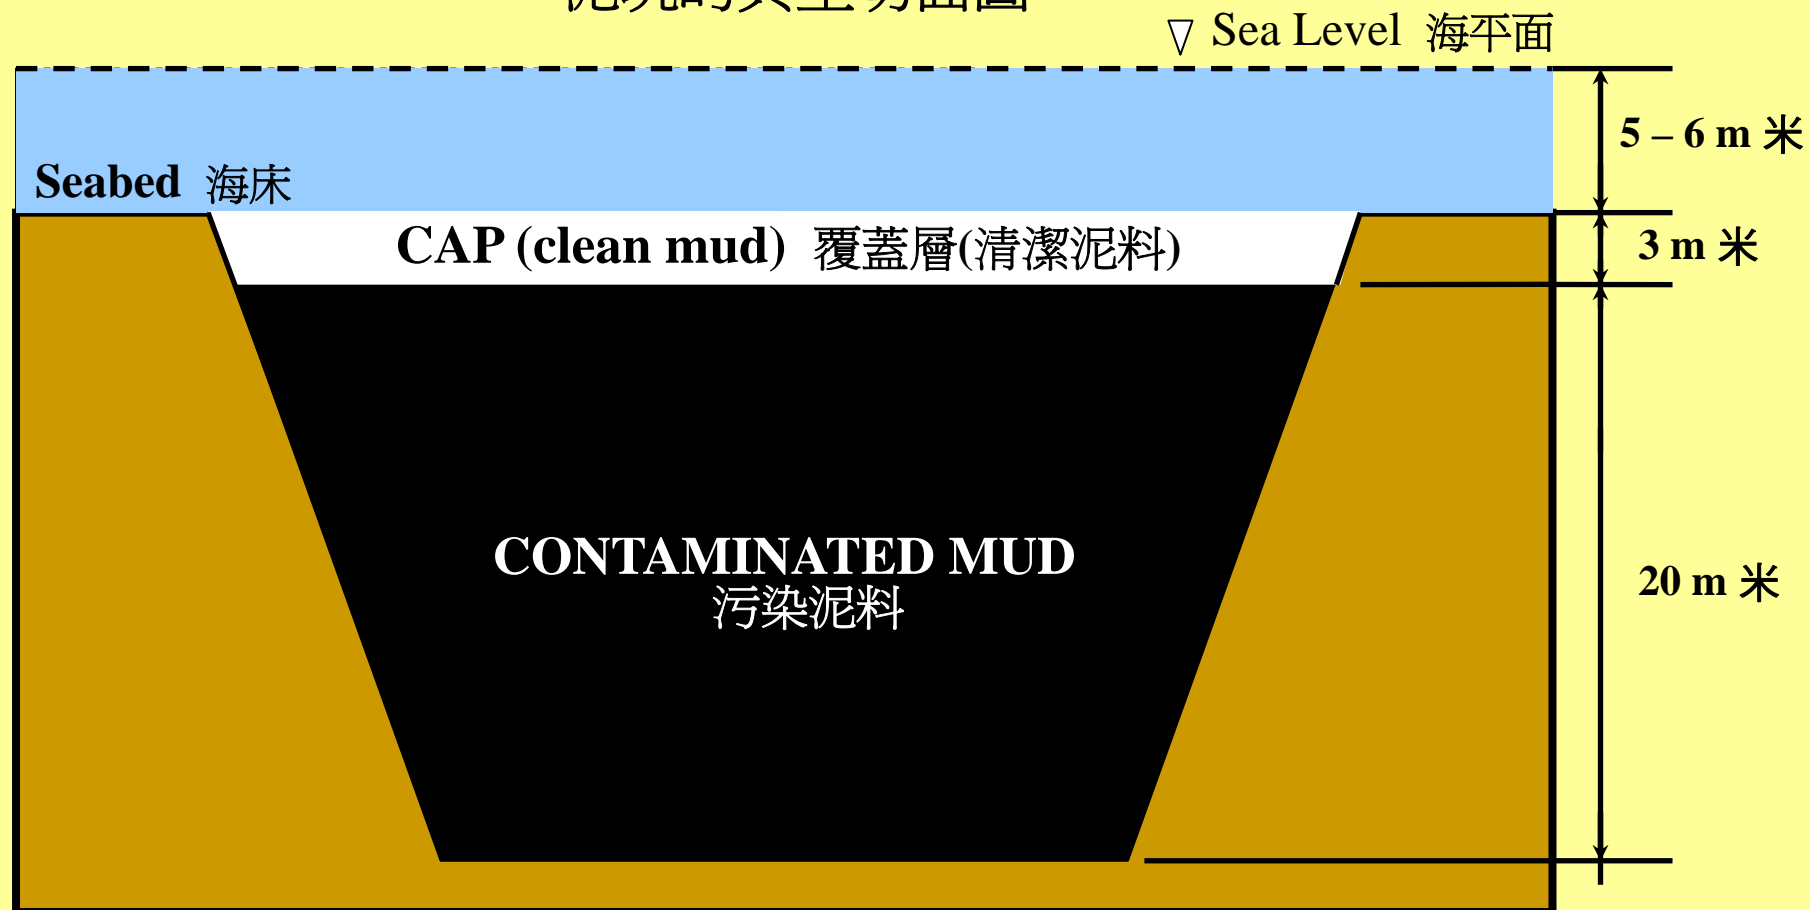 Sea Level 海平面
5 – 6 m 米
Seabed 海床
CAP (clean mud) 覆蓋層(清潔泥料)
3 m 米
CONTAMINATED MUD
污染泥料
20 m 米